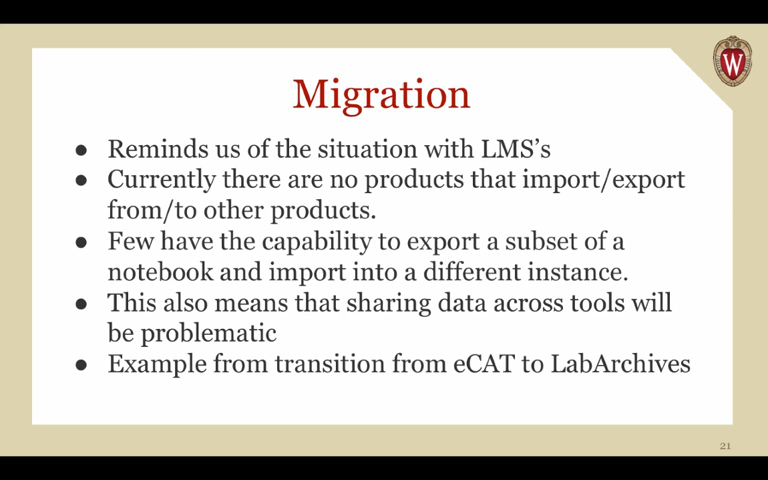 W
Migration
● Reminds us of the situation with LMS's
● Currently there are no products that import/export
from/to other products.
● Few have the capability to export a subset of a
notebook and import into a different instance.
● This also means that sharing data across tools will
be problematic
● Example from transition from eCAT to LabArchives
21